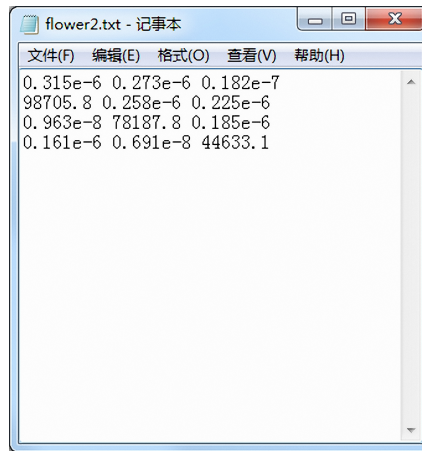 flower2.txt - 记事本
文件(F) 编辑(E) 格式(O) 查看(V) 帮助(H)
0.315e-6 0.273e-6 0.182e-7
98705.8 0.258e-6 0.225e-6
0.963e-8 78187.8 0.185e-6
0.161e-6 0.691e-8 44633.1